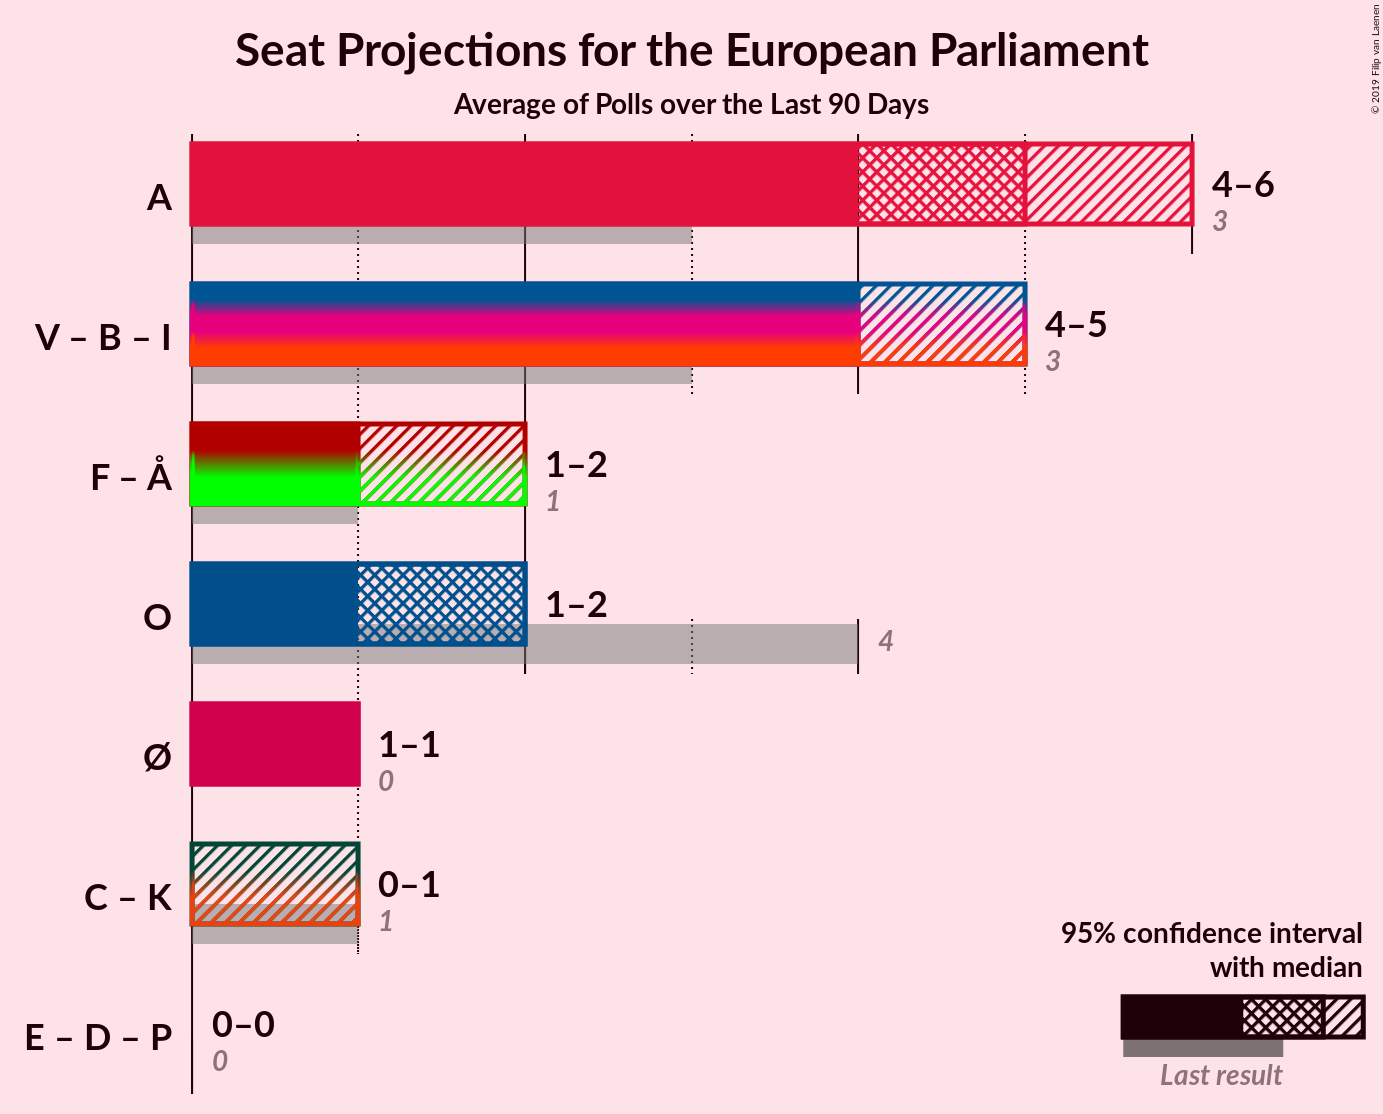 Seat Projections for the European Parliament
Average of Polls over the Last 90 Days
© 2019 Filip van Laenen
A
4–6
3
V – B – I
4–5
3
F – Å
1–2
1
O
1–2
4
Ø
1–1
0
C – K
0–1
1
E – D – P
0–0
0
95% confidence interval
with median
Last result